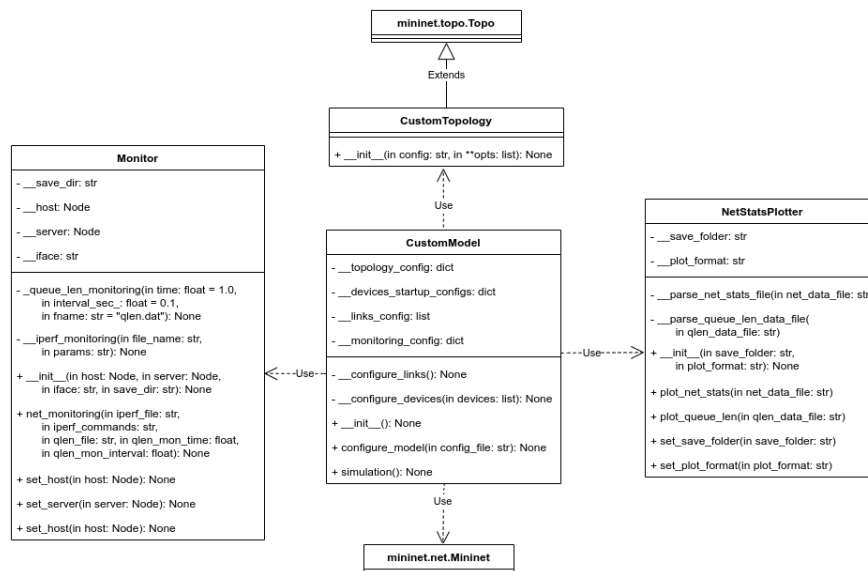 mininet.topo.Topo
Extends
CustomTopology
+ __init__(in config: str, in **opts: list): None
Use
Monitor
- __save_dir: str
- __host: Node
- __server: Node
- __iface: str
- _queue_len_monitoring(in time: float = 1.0,
in interval_sec_: float = 0.1,
in fname: str = "qlen.dat"): None
- __iperf_monitoring(in file_name: str,
in params: str): None
+ __init__(in host: Node, in server: Node,
in iface: str, in save_dir: str): None
+ net_monitoring(in iperf_file: str,
in iperf_commands: str,
in qlen_file: str, in qlen_mon_time: float,
in qlen_mon_interval: float): None
+ set_host(in host: Node): None
+ set_server(in server: Node): None
+ set_host(in host: Node): None
Use
CustomModel
- __topology_config: dict
- __devices_startup_configs: dict
- __links_config: list
- __monitoring_config: dict
- __configure_links(): None
- __configure_devices(in devices: list): None
+ __init__(): None
+ configure_model(in config_file: str): None
+ simulation(): None
Use
NetStatsPlotter
- __save_folder: str
- __plot_format: str
- __parse_net_stats_file(in net_data_file: str
- __parse_queue_len_data_file(
in qlen_data_file: str)
+ __init__(in save_folder: str,
in plot_format: str): None
+ plot_net_stats(in net_data_file: str)
+ plot_queue_len(in qlen_data_file: str)
+ set_save_folder(in save_folder: str)
+ set_plot_format(in plot_format: str)
Use
mininet.net.Mininet